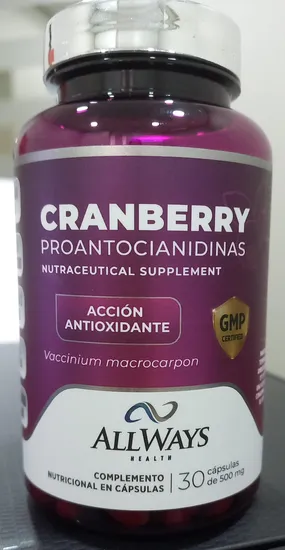 CRANBERRY
PROANTOCIANIDINAS
NUTRACEUTICAL SUPPLEMENT
ACCIÓN
ANTIOXIDANTE
GMP
CERTIFIED
Vaccinium macrocarpon
ALLWAYS
HEALTH
COMPLEMENTO
NUTRICIONAL EN CÁPSULAS
30 cápsulas
de 500 mg